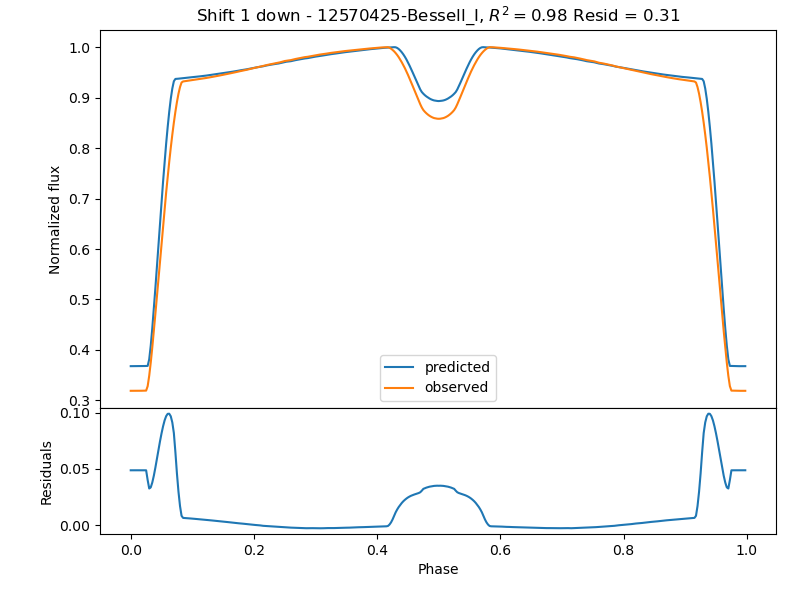 Shift 1 down - 12570425-Bessell_I, R² = 0.98 Resid = 0.31
Normalized flux
1.0
0.9
0.8
0.7
0.6
0.5
0.4
0.3
predicted
observed
Residuals
0.10
0.05
0.00
0.0 0.2 0.4 0.6 0.8 1.0
Phase